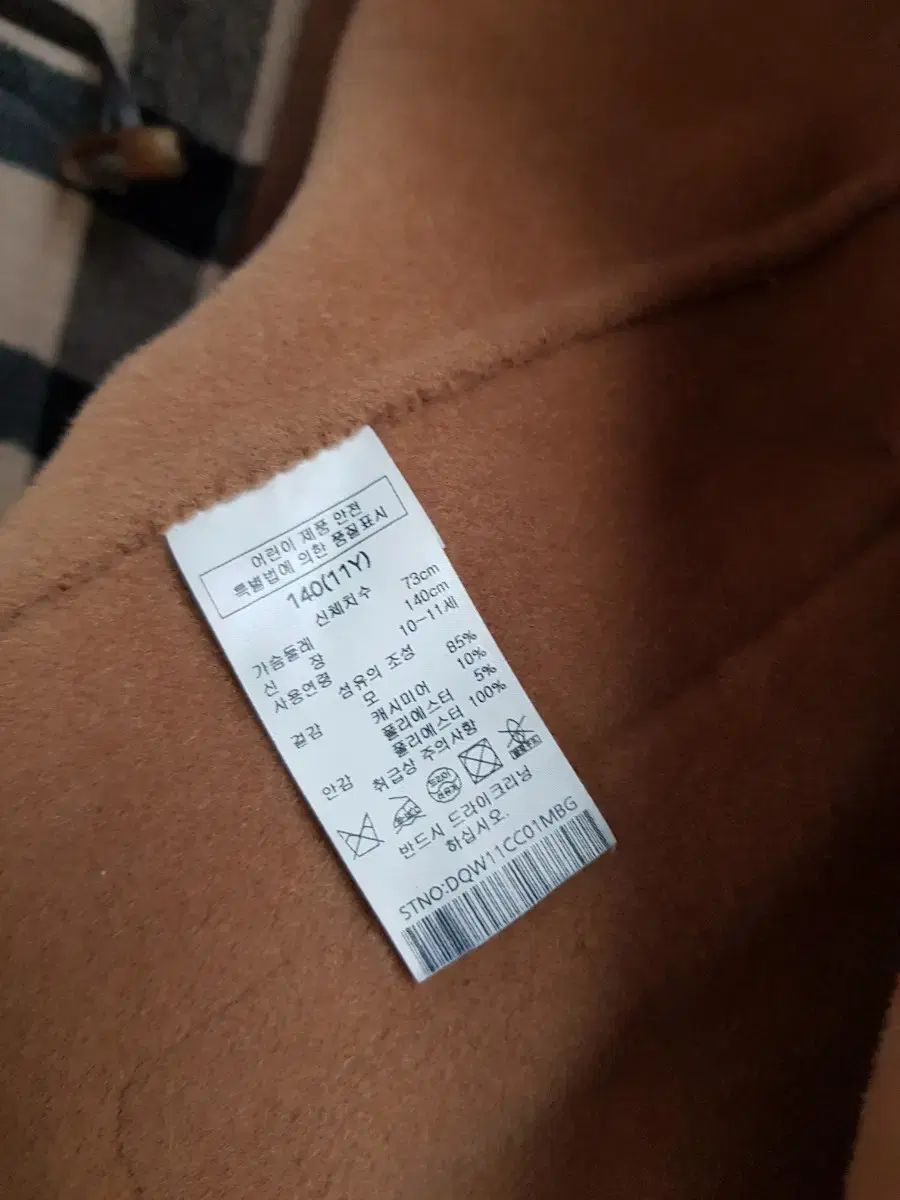 어린이 제품 안전
특별법에 의한 품질표시
140(11Y)
신체치수
가슴둘레 73cm
신 장 140cm
사용연령 10-11세
섬유의 조성
겉감 모 85%
캐시미어 10%
폴리에스터 5%
안감 폴리에스터 100%
취급상 주의사항
드라이
반드시 드라이크리닝
하십시오.
STNO:DQW11CC01MBG